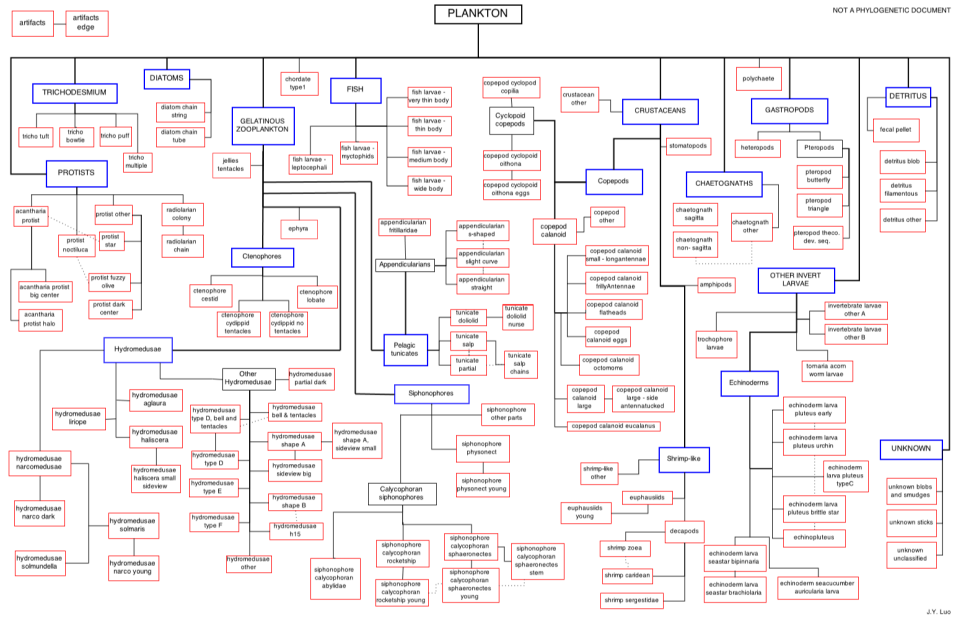 PLANKTON
NOT A PHYLOGENETIC DOCUMENT
artifacts
artifacts
edge
TRICHODESMIUM
tricho tuft
tricho
bowtie
tricho puff
tricho
multiple
DIATOMS
diatom chain
string
diatom chain
tube
PROTISTS
acantharia
protist
protist other
protist
noctiluca
protist
star
protist fuzzy
olive
protist dark
center
acantharia protist
big center
acantharia
protist halo
radiolarian
colony
radiolarian
chain
GELATINOUS
ZOOPLANKTON
jellies
tentacles
chordate
type1
FISH
fish larvae -
very thin body
fish larvae -
thin body
fish larvae -
medium body
fish larvae -
wide body
fish larvae -
myctophids
fish larvae -
leptocephali
ephyra
Ctenophores
ctenophore
cestid
ctenophore
lobate
ctenophore
cydippid
tentacles
ctenophore
cydippid no
tentacles
appendicularian
fritillaridae
Appendicularians
appendicularian
s-shaped
appendicularian
slight curve
appendicularian
straight
Pelagic
tunicates
tunicate
doliolid
tunicate
doliolid
nurse
tunicate
salp
tunicate
partial
tunicate
salp
chains
copepod cyclopod
copilia
Cyclopoid
copepods
copepod cyclopod
oithona
copepod cyclopod
oithona eggs
crustacean
other
CRUSTACEANS
stomatopods
Copepods
copepod
calanoid
copepod
other
copepod calanoid
small - longantennae
copepod calanoid
frillyAntennae
copepod calanoid
flatheads
copepod
calanoid eggs
copepod calanoid
octomoms
copepod
calanoid
large
copepod calanoid
large - side
antennatucked
copepod calanoid eucalanus
amphipods
Shrimp-like
shrimp-like
other
euphausiids
euphausiids
young
decapods
shrimp zoea
shrimp caridean
shrimp sergestidae
polychaete
GASTROPODS
heteropods
Pteropods
pteropod
butterfly
pteropod
triangle
pteropod theco.
dev. seq.
CHAETOGNATHS
chaetognath
sagitta
chaetognath
non- sagitta
chaetognath
other
DETRITUS
fecal pellet
detritus blob
detritus
filamentous
detritus other
OTHER INVERT
LARVAE
invertebrate larvae
other A
invertebrate larvae
other B
trochophore
larvae
tornaria acorn
worm larvae
Echinoderms
echinoderm larva
pluteus early
echinoderm larva
pluteus urchin
echinoderm
larva pluteus
typeC
echinoderm larva
pluteus brittle star
echinopluteus
echinoderm larva
seastar bipinnaria
echinoderm larva
seastar brachiolaria
echinoderm seacucumber
auricularia larva
UNKNOWN
unknown blobs
and smudges
unknown sticks
unknown
unclassified
Hydromedusae
hydromedusae
aglaura
hydromedusae
liriope
hydromedusae
haliscera
hydromedusae
haliscera small
sideview
hydromedusae
narcomedusae
hydromedusae
narco dark
hydromedusae
solmaris
hydromedusae
solmundella
hydromedusae
narco young
Other
Hydromedusae
hydromedusae
partial dark
hydromedusae
type D, bell and
tentacles
hydromedusae
bell & tentacles
hydromedusae
shape A
hydromedusae
shape A,
sideview small
hydromedusae
type D
hydromedusae
sideview big
hydromedusae
type E
hydromedusae
shape B
hydromedusae
type F
hydromedusae
h15
hydromedusae
other
Siphonophores
siphonophore
other parts
siphonophore
physonect
siphonophore
physonect young
Calycophoran
siphonophores
siphonophore
calycophoran
abylidae
siphonophore
calycophoran
rocketship
siphonophore
calycophoran
rocketship young
siphonophore
calycophoran
sphaeronectes
siphonophore
calycophoran
sphaeronectes
young
siphonophore
calycophoran
sphaeronectes
stem
J.Y. Luo